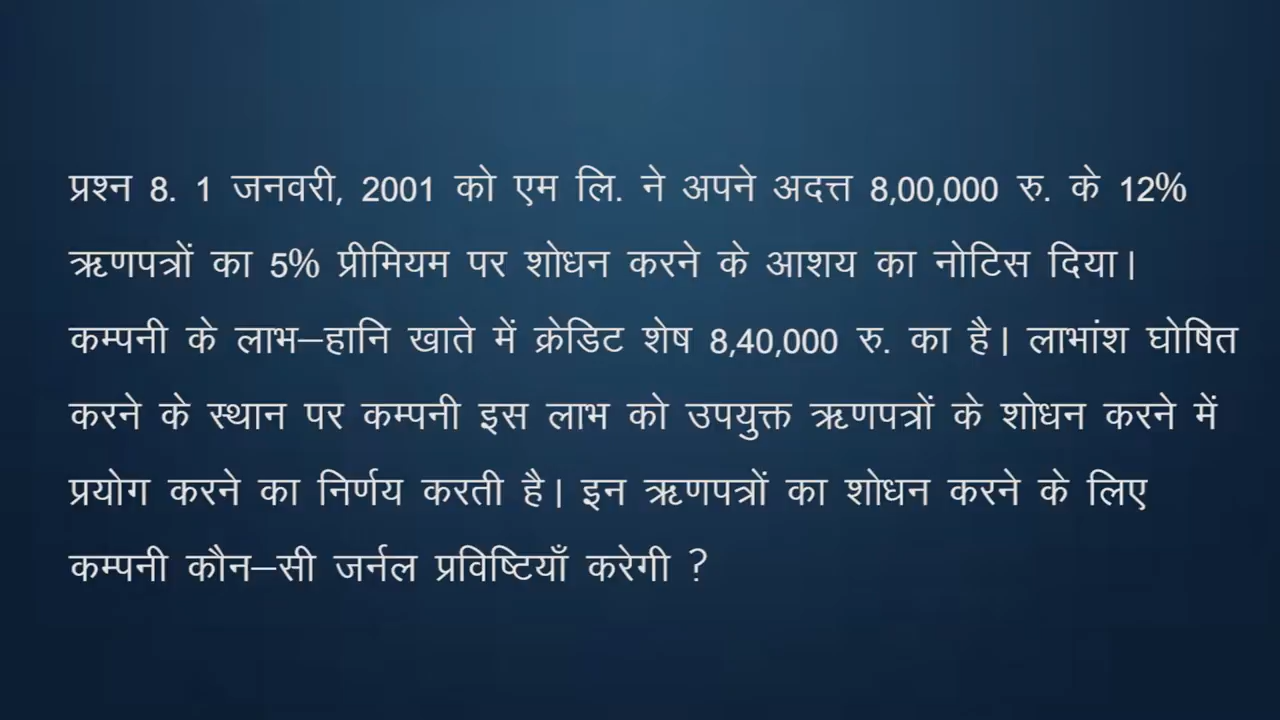 प्रश्न 8. 1 जनवरी, 2001 को एम लि. ने अपने अदत्त 8,00,000 रु. के 12%
ऋणपत्रों का 5% प्रीमियम पर शोधन करने के आशय का नोटिस दिया।
कम्पनी के लाभ–हानि खाते में क्रेडिट शेष 8,40,000 रु. का है। लाभांश घोषित
करने के स्थान पर कम्पनी इस लाभ को उपयुक्त ऋणपत्रों के शोधन करने में
प्रयोग करने का निर्णय करती है। इन ऋणपत्रों का शोधन करने के लिए
कम्पनी कौन–सी जर्नल प्रविष्टियाँ करेगी ?